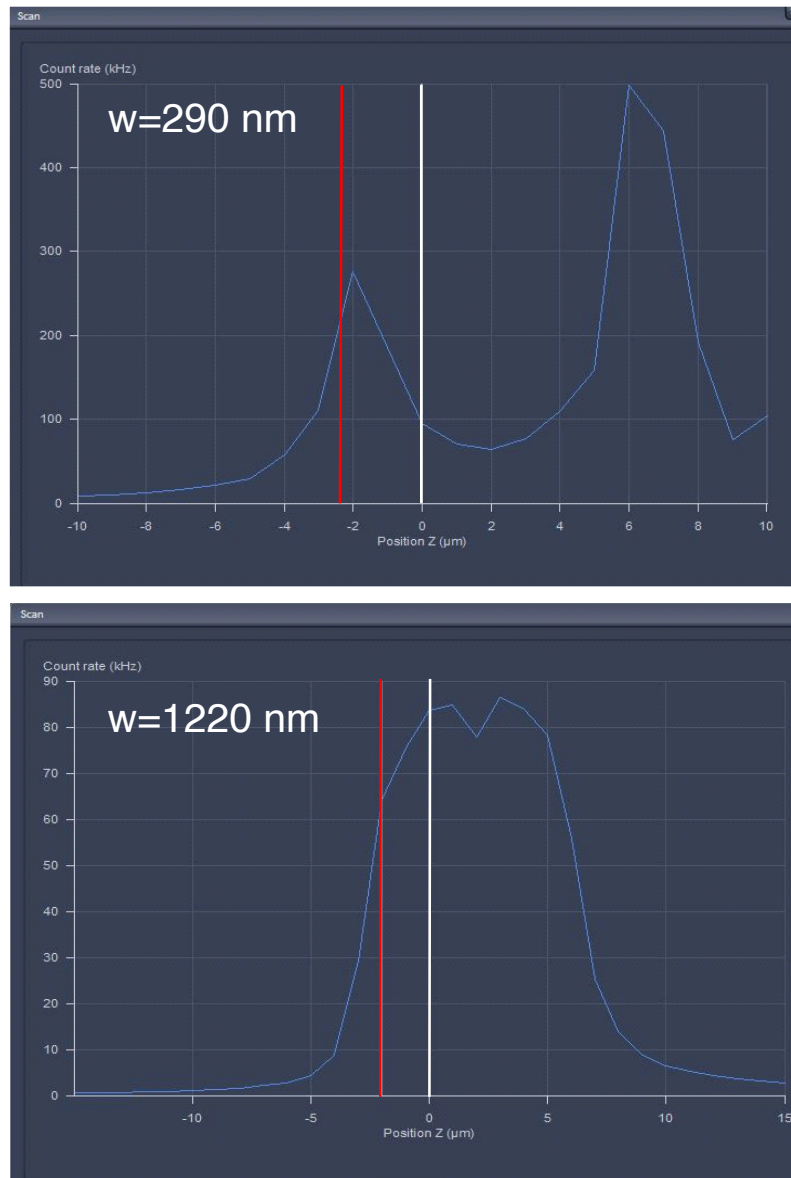 Scan
Count rate (kHz)
500
w=290 nm
400
300
200
100
0
-10 -8 -6 -4 -2 0 2 4 6 8 10
Position Z (µm)
Scan
Count rate (kHz)
90
w=1220 nm
80
70
60
50
40
30
20
10
0
-10 -5 0 5 10 15
Position Z (µm)